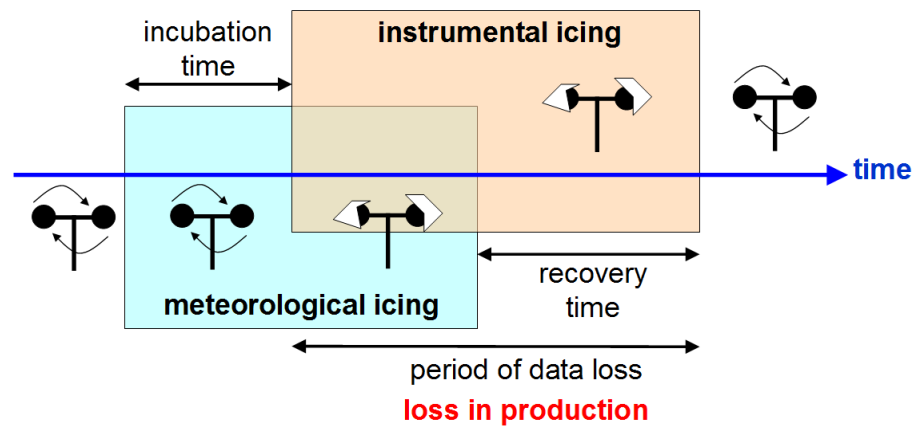 incubation
time
instrumental icing
time
meteorological icing
recovery
time
period of data loss
loss in production